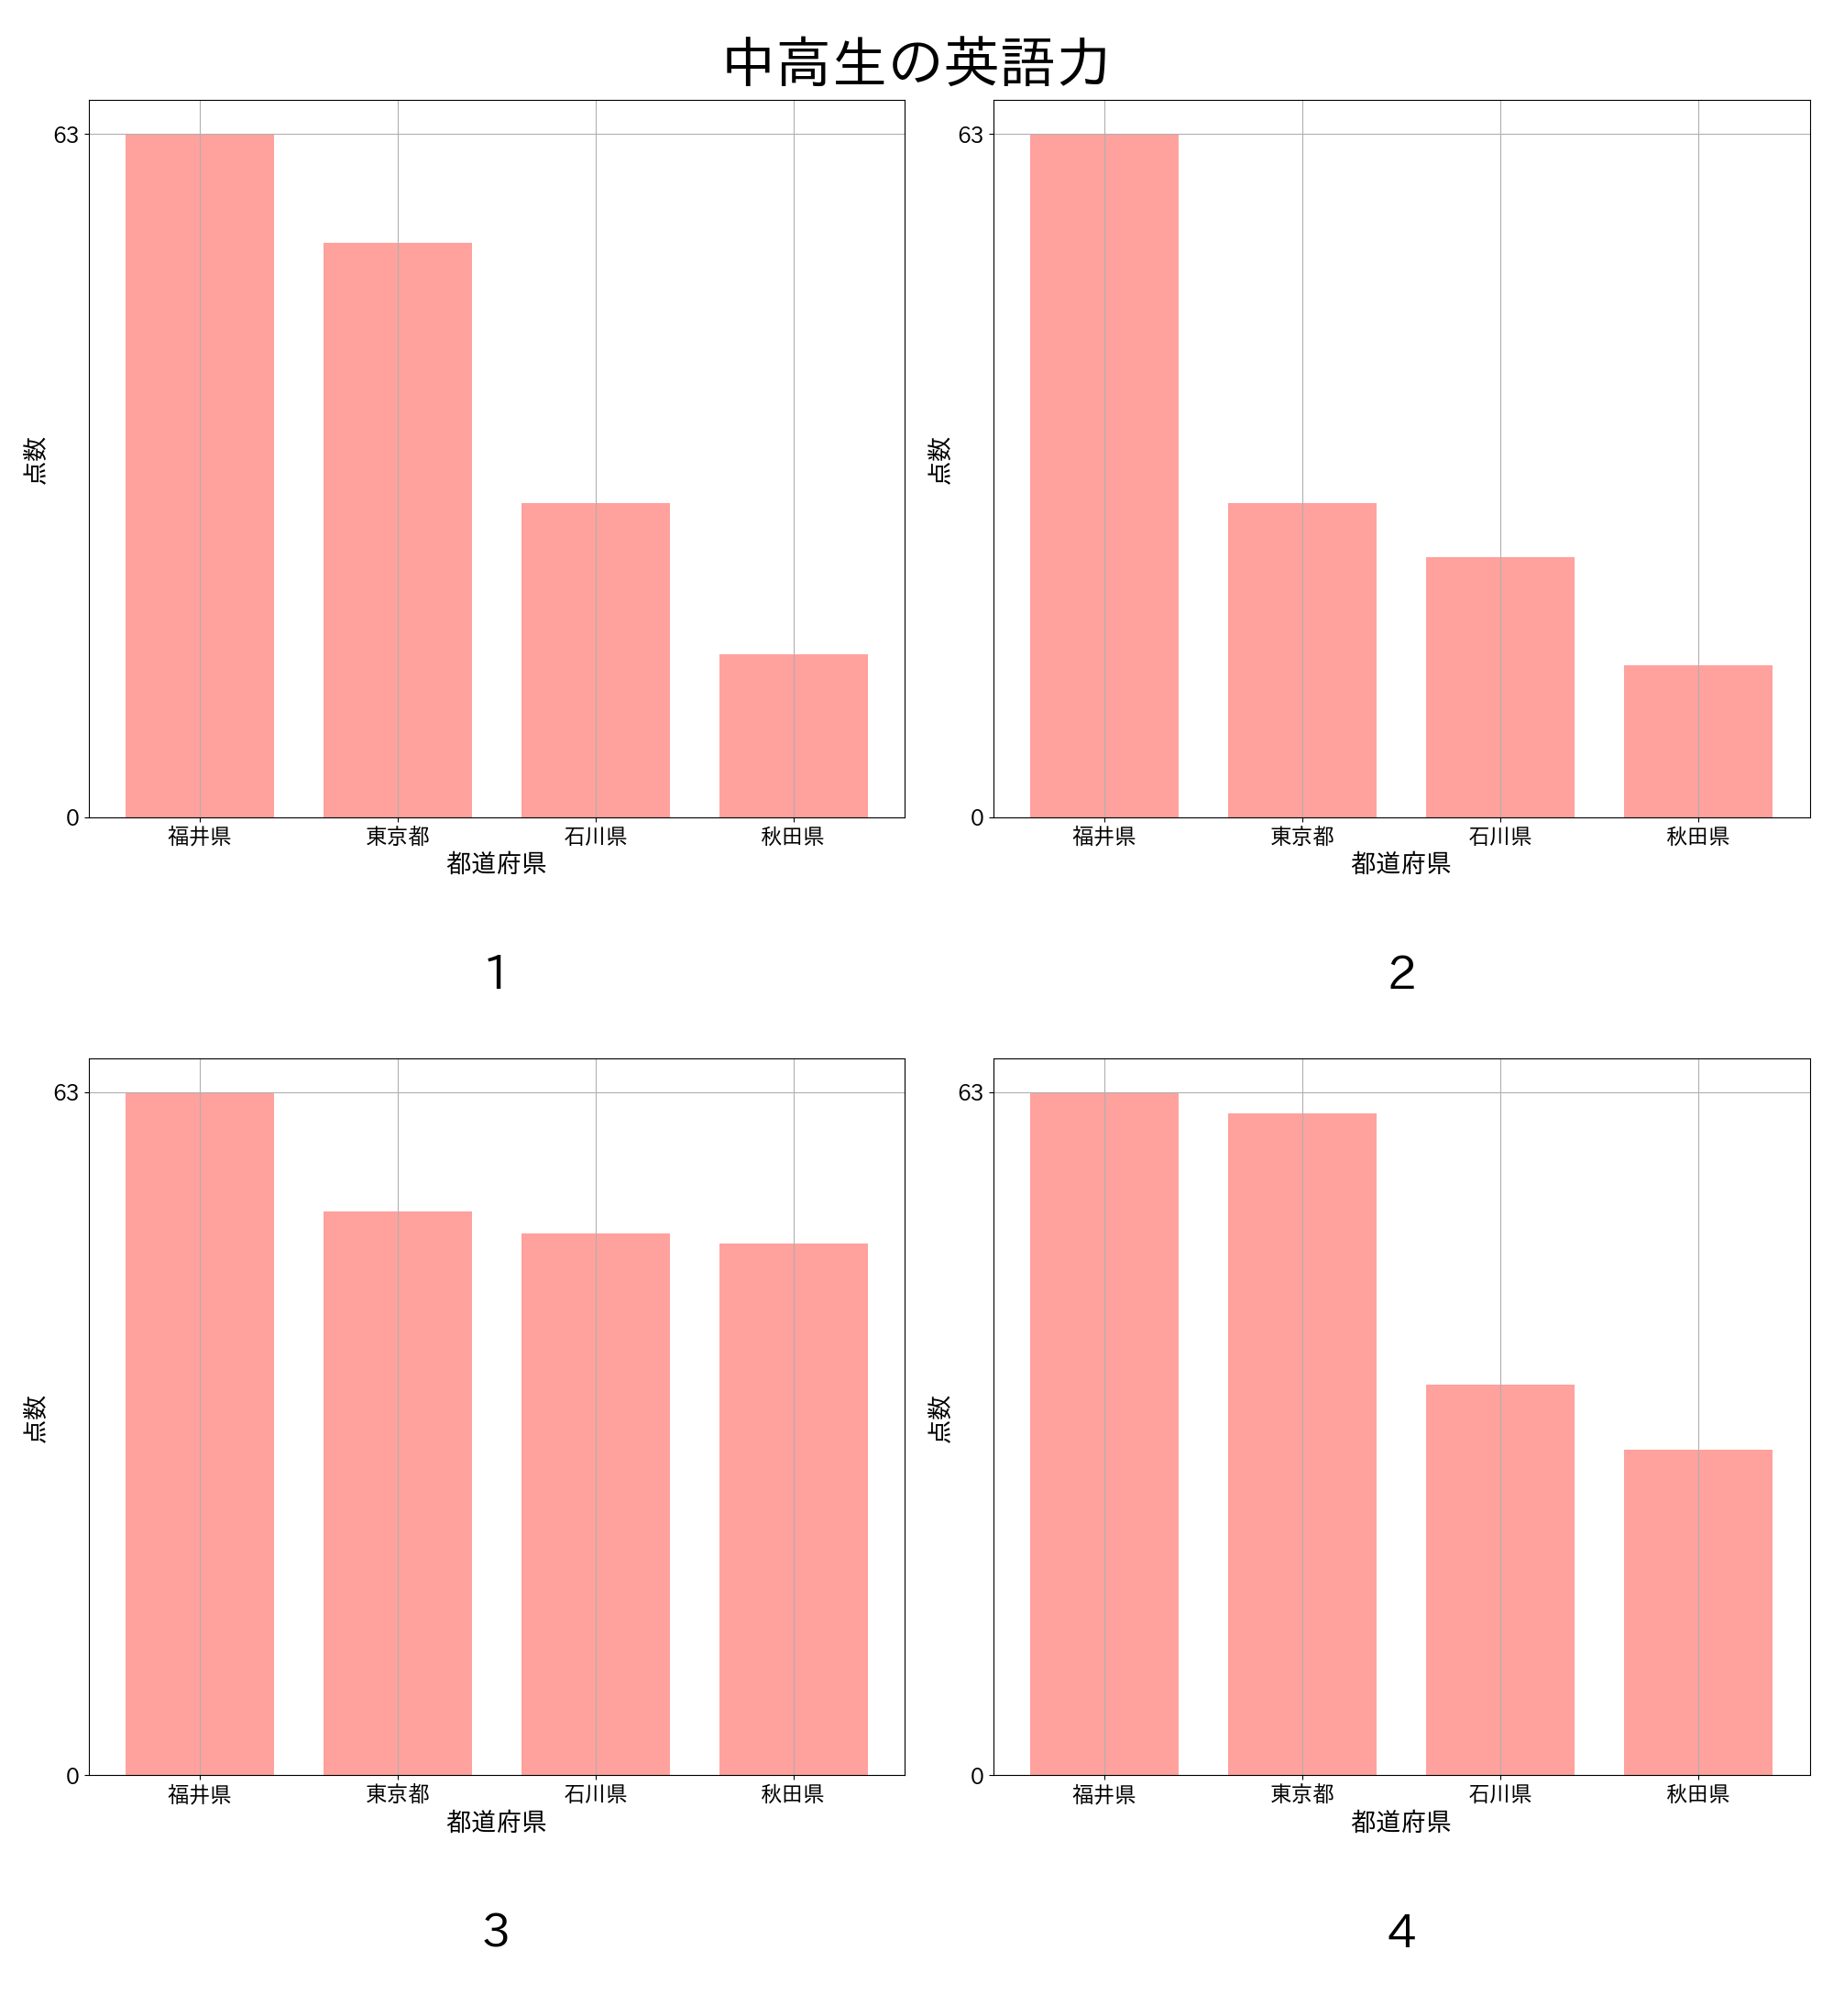 中高生の英語力
63
0
点数
福井県 東京都 石川県 秋田県
都道府県
1
63
0
点数
福井県 東京都 石川県 秋田県
都道府県
2
63
0
点数
福井県 東京都 石川県 秋田県
都道府県
3
63
0
点数
福井県 東京都 石川県 秋田県
都道府県
4